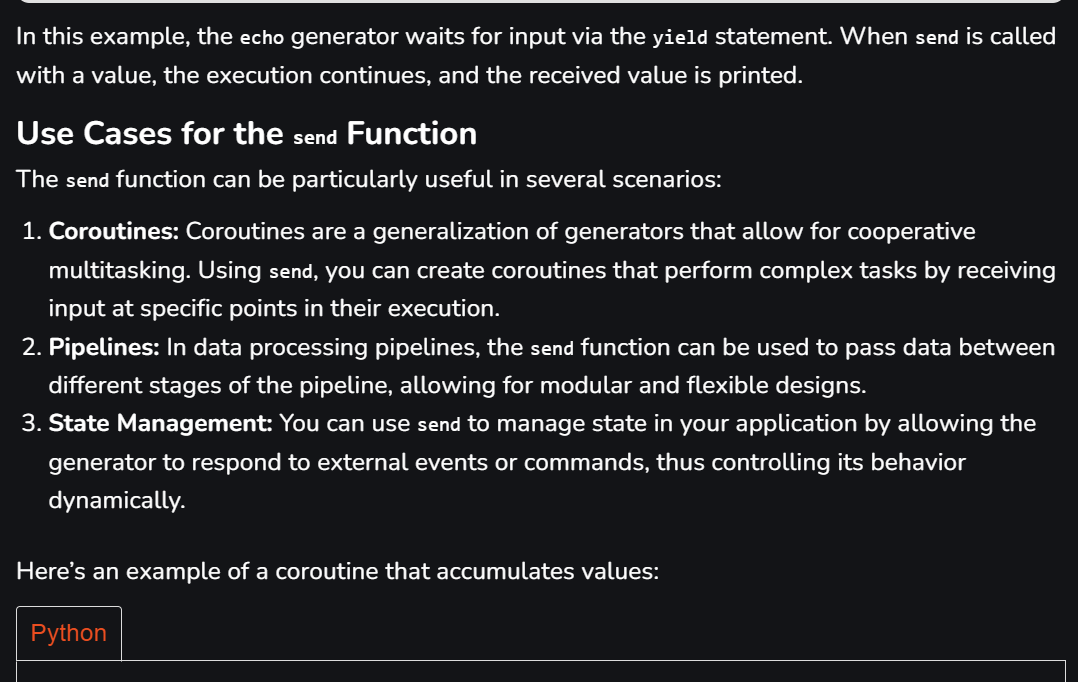 In this example, the echo generator waits for input via the yield statement. When send is called
with a value, the execution continues, and the received value is printed.
Use Cases for the send Function
The send function can be particularly useful in several scenarios:
1. Coroutines: Coroutines are a generalization of generators that allow for cooperative
multitasking. Using send, you can create coroutines that perform complex tasks by receiving
input at specific points in their execution.
2. Pipelines: In data processing pipelines, the send function can be used to pass data between
different stages of the pipeline, allowing for modular and flexible designs.
3. State Management: You can use send to manage state in your application by allowing the
generator to respond to external events or commands, thus controlling its behavior
dynamically.
Here’s an example of a coroutine that accumulates values:
Python